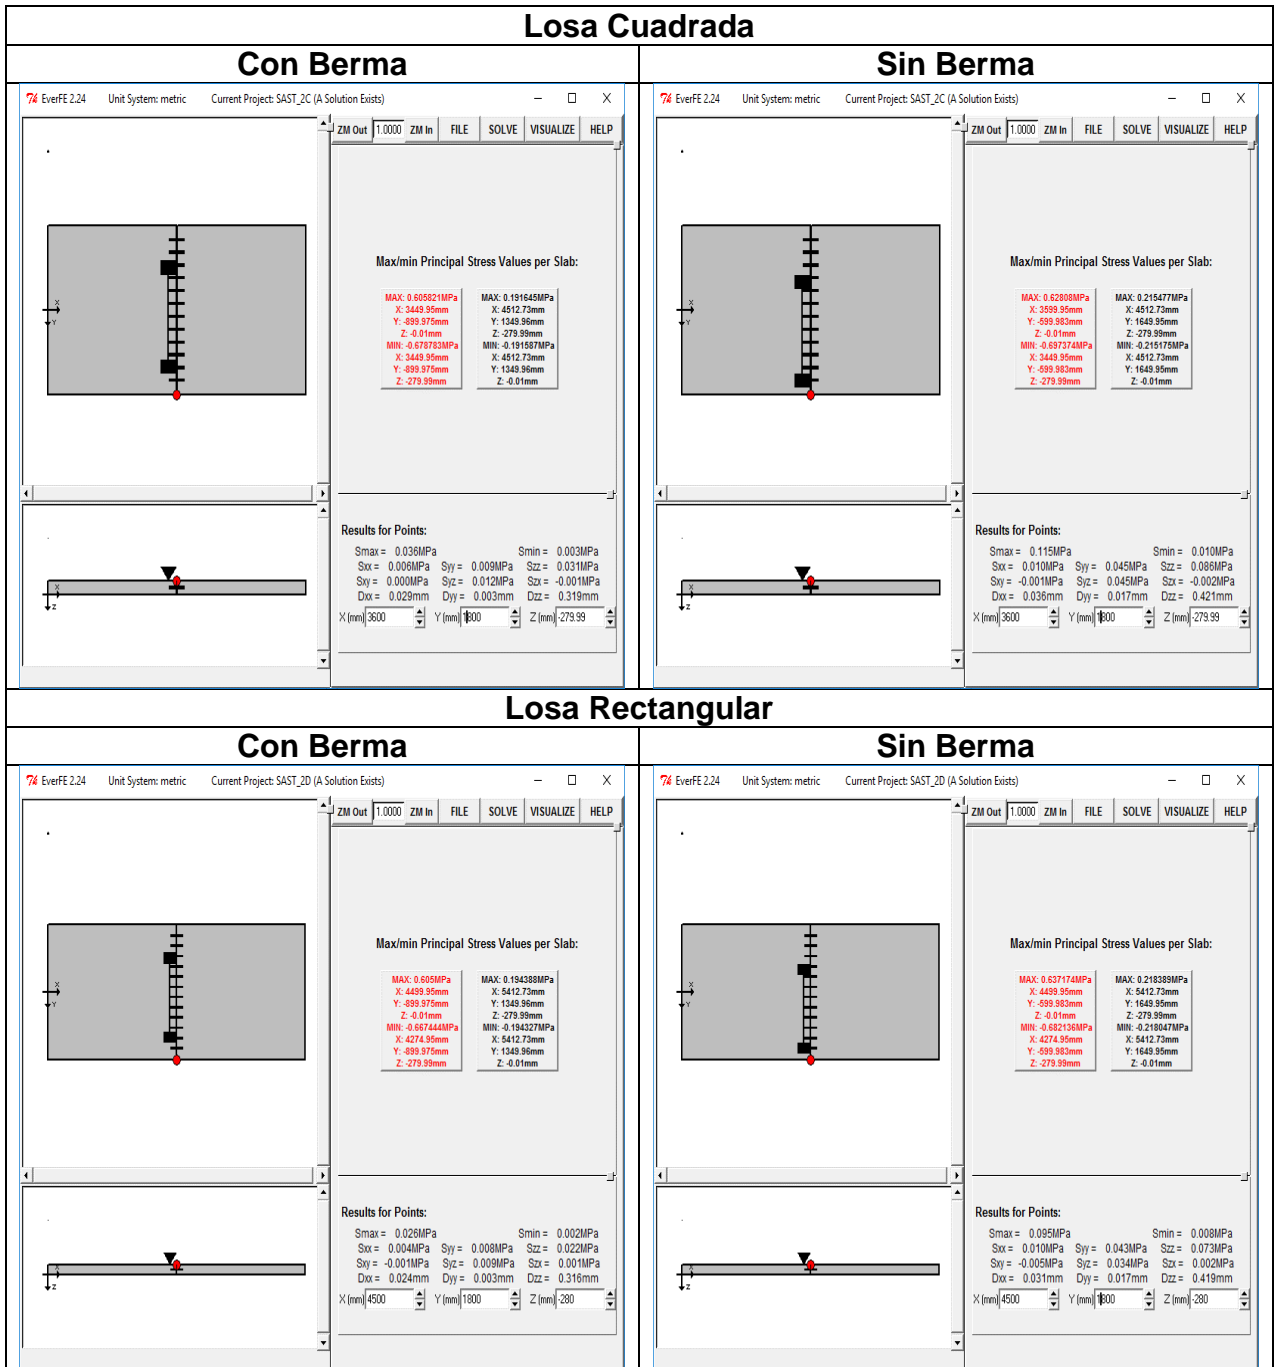 Losa Cuadrada
Con Berma
Sin Berma
EverFE 2.24 Unit System: metric Current Project: SAST_2C (A Solution Exists)
ZM Out 1.0000 ZM In FILE SOLVE VISUALIZE HELP
X
Y
Max/min Principal Stress Values per Slab:
MAX: 0.605821MPa
X: 3449.95mm
Y: -899.975mm
Z: -0.01mm
MIN: -0.678783MPa
X: 3449.95mm
Y: -899.975mm
Z: -279.99mm
MAX: 0.191645MPa
X: 4512.73mm
Y: 1349.96mm
Z: -279.99mm
MIN: -0.191587MPa
X: 4512.73mm
Y: 1349.96mm
Z: -0.01mm
X
Z
Results for Points:
Smax = 0.036MPa Smin = 0.003MPa
Sxx = 0.006MPa Syy = 0.009MPa Szz = 0.031MPa
Sxy = 0.000MPa Syz = 0.012MPa Szx = -0.001MPa
Dxx = 0.029mm Dyy = 0.003mm Dzz = 0.319mm
X (mm) 3600 Y (mm) 1800 Z (mm) -279.99
EverFE 2.24 Unit System: metric Current Project: SAST_2C (A Solution Exists)
ZM Out 1.0000 ZM In FILE SOLVE VISUALIZE HELP
X
Y
Max/min Principal Stress Values per Slab:
MAX: 0.62808MPa
X: 3599.95mm
Y: -599.983mm
Z: -0.01mm
MIN: -0.697374MPa
X: 3449.95mm
Y: -599.983mm
Z: -279.99mm
MAX: 0.215477MPa
X: 4512.73mm
Y: 1649.95mm
Z: -279.99mm
MIN: -0.215175MPa
X: 4512.73mm
Y: 1649.95mm
Z: -0.01mm
X
Z
Results for Points:
Smax = 0.115MPa Smin = 0.010MPa
Sxx = 0.010MPa Syy = 0.045MPa Szz = 0.086MPa
Sxy = -0.001MPa Syz = 0.045MPa Szx = -0.002MPa
Dxx = 0.036mm Dyy = 0.017mm Dzz = 0.421mm
X (mm) 3600 Y (mm) 1800 Z (mm) -279.99
Losa Rectangular
Con Berma
Sin Berma
EverFE 2.24 Unit System: metric Current Project: SAST_2D (A Solution Exists)
ZM Out 1.0000 ZM In FILE SOLVE VISUALIZE HELP
X
Y
Max/min Principal Stress Values per Slab:
MAX: 0.605MPa
X: 4499.95mm
Y: -899.975mm
Z: -0.01mm
MIN: -0.667444MPa
X: 4274.95mm
Y: -899.975mm
Z: -279.99mm
MAX: 0.194388MPa
X: 5412.73mm
Y: 1349.96mm
Z: -279.99mm
MIN: -0.194327MPa
X: 5412.73mm
Y: 1349.96mm
Z: -0.01mm
X
Z
Results for Points:
Smax = 0.026MPa Smin = 0.002MPa
Sxx = 0.004MPa Syy = 0.008MPa Szz = 0.022MPa
Sxy = -0.001MPa Syz = 0.009MPa Szx = 0.001MPa
Dxx = 0.024mm Dyy = 0.003mm Dzz = 0.316mm
X (mm) 4500 Y (mm) 1800 Z (mm) -280
EverFE 2.24 Unit System: metric Current Project: SAST_2D (A Solution Exists)
ZM Out 1.0000 ZM In FILE SOLVE VISUALIZE HELP
X
Y
Max/min Principal Stress Values per Slab:
MAX: 0.637174MPa
X: 4499.95mm
Y: -599.983mm
Z: -0.01mm
MIN: -0.682136MPa
X: 4274.95mm
Y: -599.983mm
Z: -279.99mm
MAX: 0.218389MPa
X: 5412.73mm
Y: 1649.95mm
Z: -279.99mm
MIN: -0.218047MPa
X: 5412.73mm
Y: 1649.95mm
Z: -0.01mm
X
Z
Results for Points:
Smax = 0.095MPa Smin = 0.008MPa
Sxx = 0.010MPa Syy = 0.043MPa Szz = 0.073MPa
Sxy = -0.005MPa Syz = 0.034MPa Szx = 0.002MPa
Dxx = 0.031mm Dyy = 0.017mm Dzz = 0.419mm
X (mm) 4500 Y (mm) 1800 Z (mm) -280